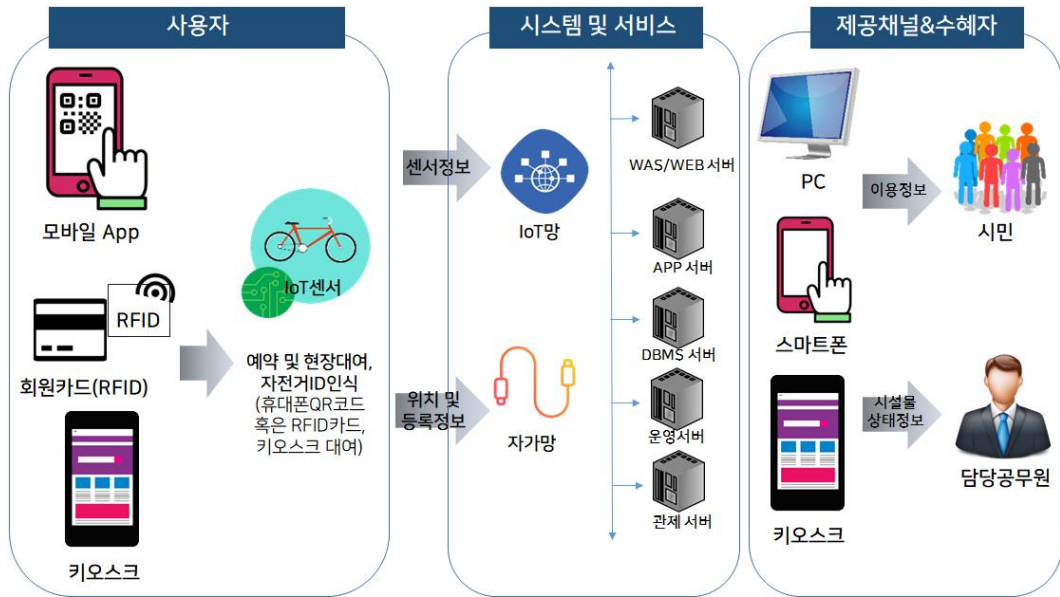 사용자
모바일 App
RFID
회원카드(RFID)
키오스크
IoT센서
예약 및 현장대여,
자전거ID인식
(휴대폰QR코드
혹은 RFID카드,
키오스크 대여)
센서정보
위치 및
등록정보
시스템 및 서비스
IoT망
자가망
WAS/WEB 서버
APP 서버
DBMS 서버
운영서버
관제 서버
제공채널&수혜자
PC
스마트폰
키오스크
이용정보
시민
시설물
상태정보
담당공무원